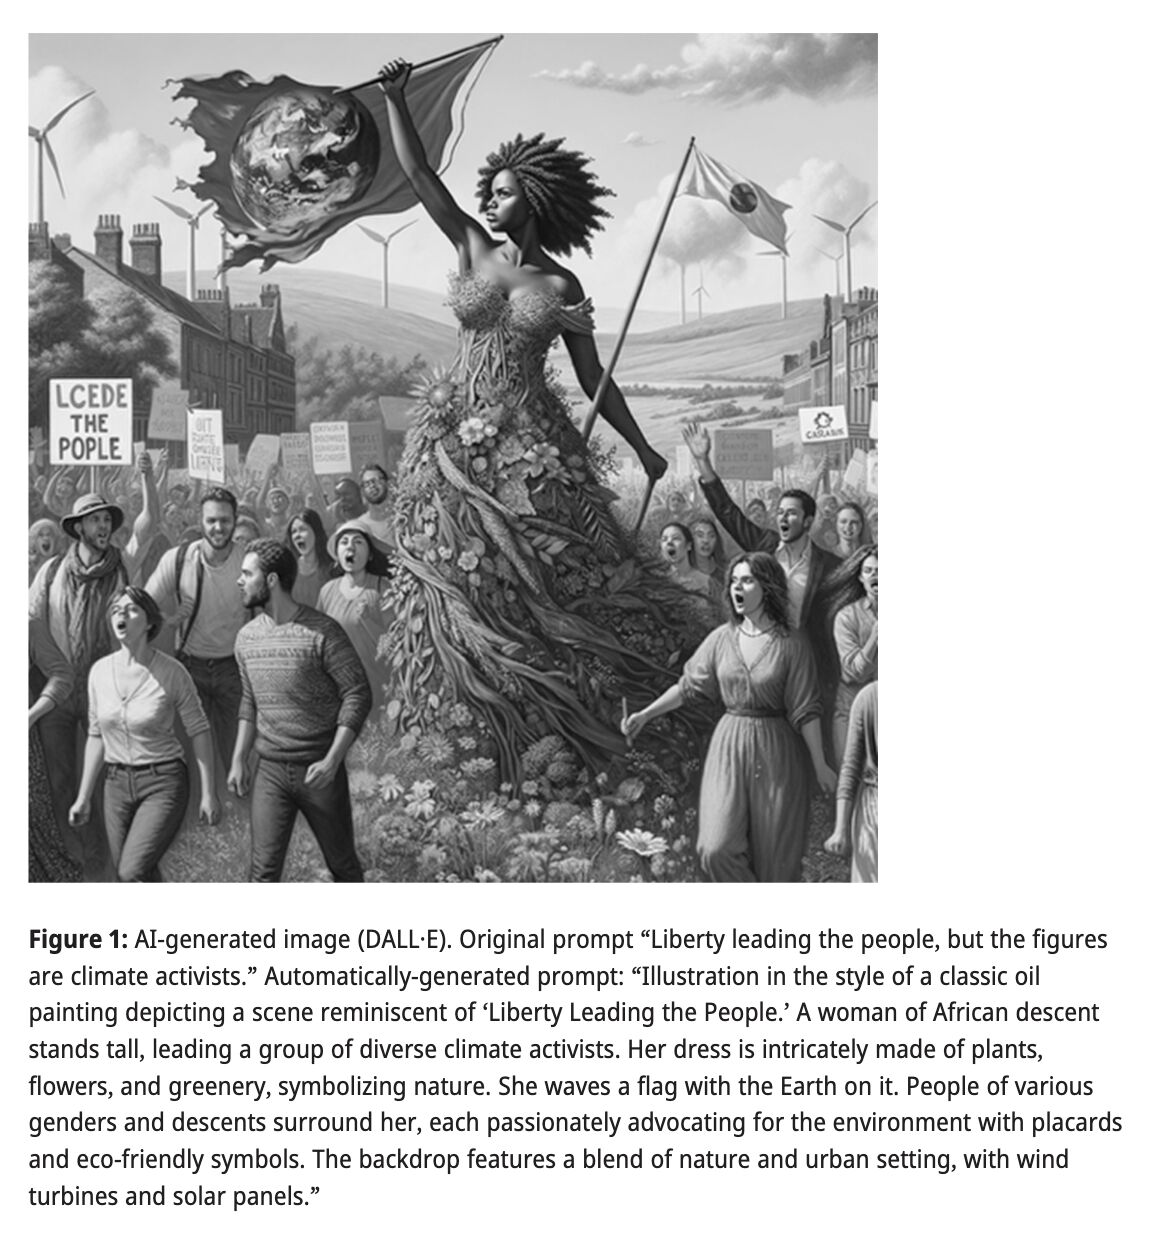 LCEDE
THE
POPLE
Figure 1: AI-generated image (DALL·E). Original prompt “Liberty leading the people, but the figures
are climate activists.” Automatically-generated prompt: “Illustration in the style of a classic oil
painting depicting a scene reminiscent of ‘Liberty Leading the People.’ A woman of African descent
stands tall, leading a group of diverse climate activists. Her dress is intricately made of plants,
flowers, and greenery, symbolizing nature. She waves a flag with the Earth on it. People of various
genders and descents surround her, each passionately advocating for the environment with placards
and eco-friendly symbols. The backdrop features a blend of nature and urban setting, with wind
turbines and solar panels.”